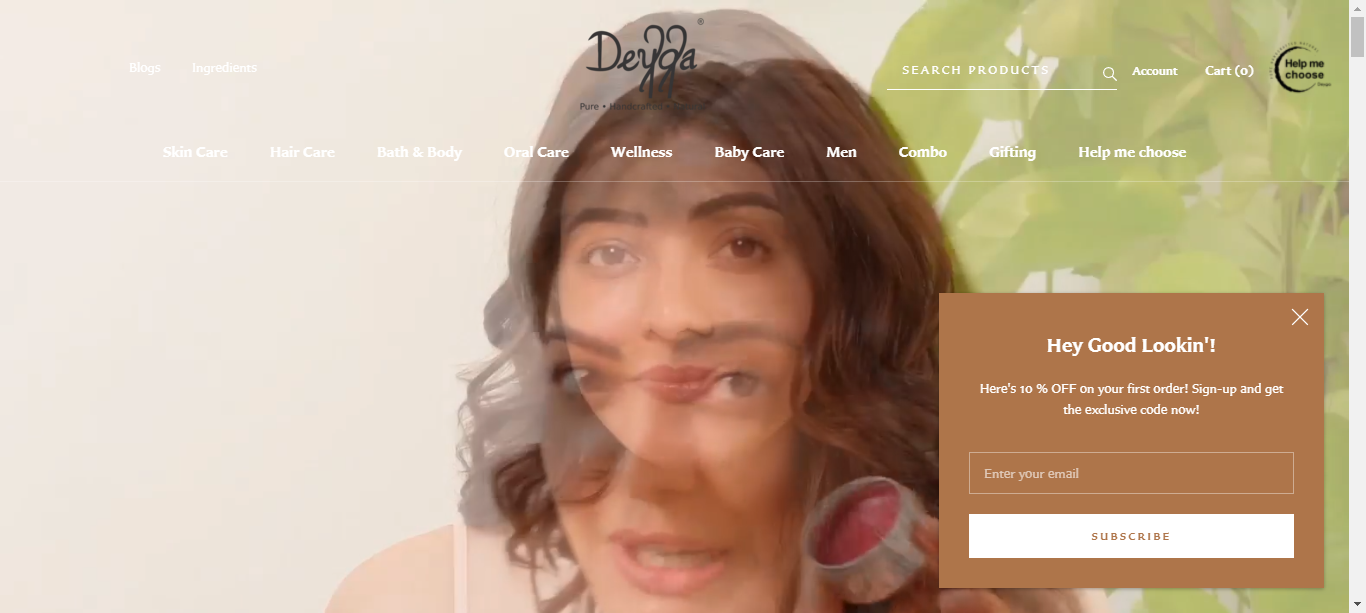 Deyga
®
Pure • Handcrafted •
Blogs
Ingredients
SEARCH PRODUCTS
Account
Cart (0)
Help me
choose
Skin Care
Hair Care
Bath & Body
Oral Care
Wellness
Baby Care
Men
Combo
Gifting
Help me choose
Hey Good Lookin'!
Here's 10 % OFF on your first order! Sign-up and get
the exclusive code now!
Enter your email
SUBSCRIBE